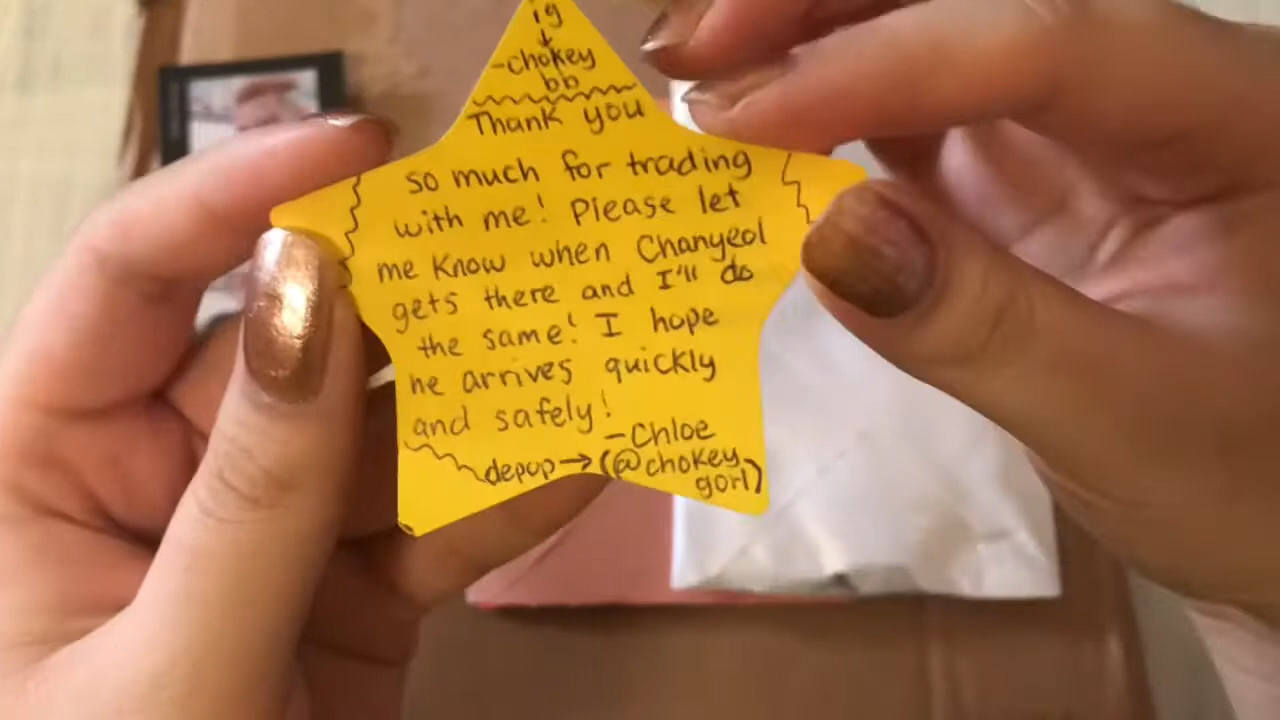 ig
↓
-chokey
bb
Thank you
so much for trading
with me! Please let
me know when Chanyeol
gets there and I'll do
the same! I hope
he arrives quickly
and safely!
-Chloe
depop→(@chokey
gorl)